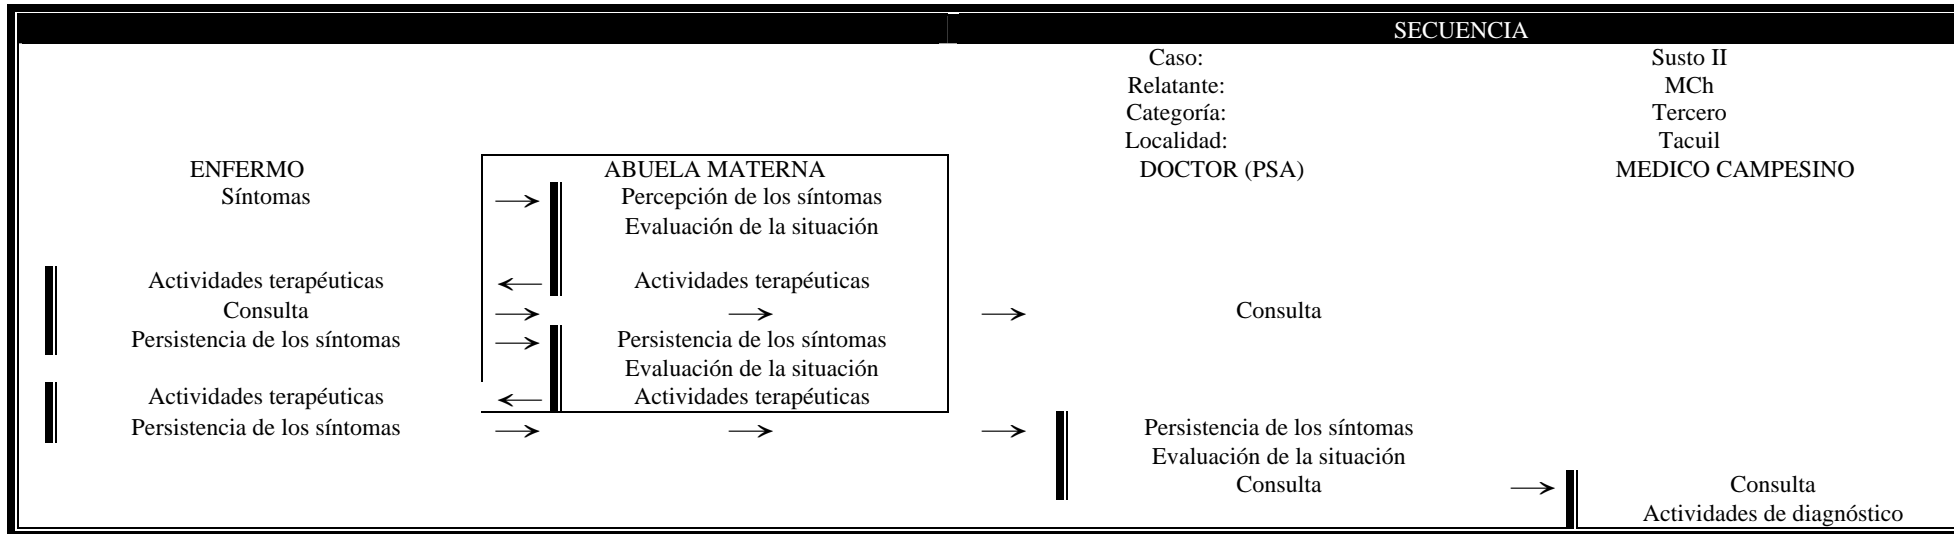 SECUENCIA
Caso: Susto II
Relatante: MCh
Categoría: Tercero
Localidad: Tacuil
ENFERMO ABUELA MATERNA DOCTOR (PSA) MEDICO CAMPESINO
Síntomas → Percepción de los síntomas
Evaluación de la situación
Actividades terapéuticas ← Actividades terapéuticas
Consulta → → → Consulta
Persistencia de los síntomas → Persistencia de los síntomas
Evaluación de la situación
Actividades terapéuticas ← Actividades terapéuticas
Persistencia de los síntomas → → → Persistencia de los síntomas
Evaluación de la situación
Consulta → Consulta
Actividades de diagnóstico